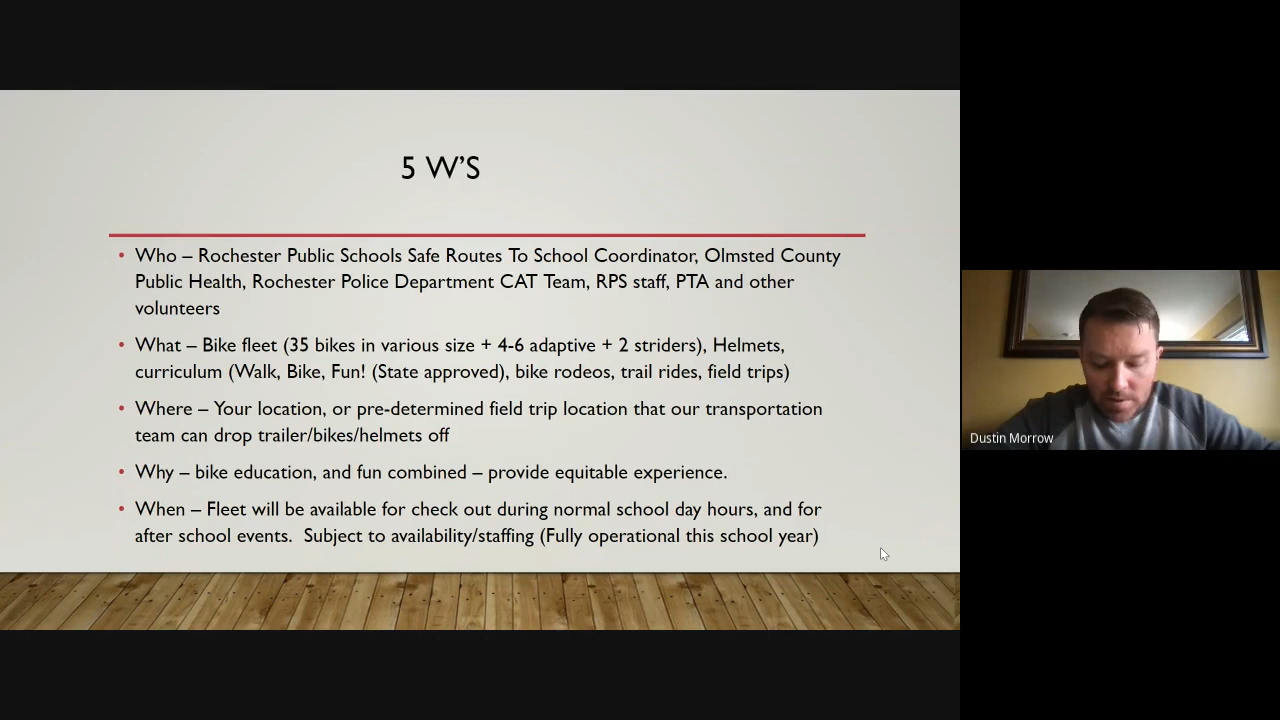 5 W'S
• Who – Rochester Public Schools Safe Routes To School Coordinator, Olmsted County
Public Health, Rochester Police Department CAT Team, RPS staff, PTA and other
volunteers
• What – Bike fleet (35 bikes in various size + 4-6 adaptive + 2 striders), Helmets,
curriculum (Walk, Bike, Fun! (State approved), bike rodeos, trail rides, field trips)
• Where – Your location, or pre-determined field trip location that our transportation
team can drop trailer/bikes/helmets off
• Why – bike education, and fun combined – provide equitable experience.
• When – Fleet will be available for check out during normal school day hours, and for
after school events.  Subject to availability/staffing (Fully operational this school year)
Dustin Morrow